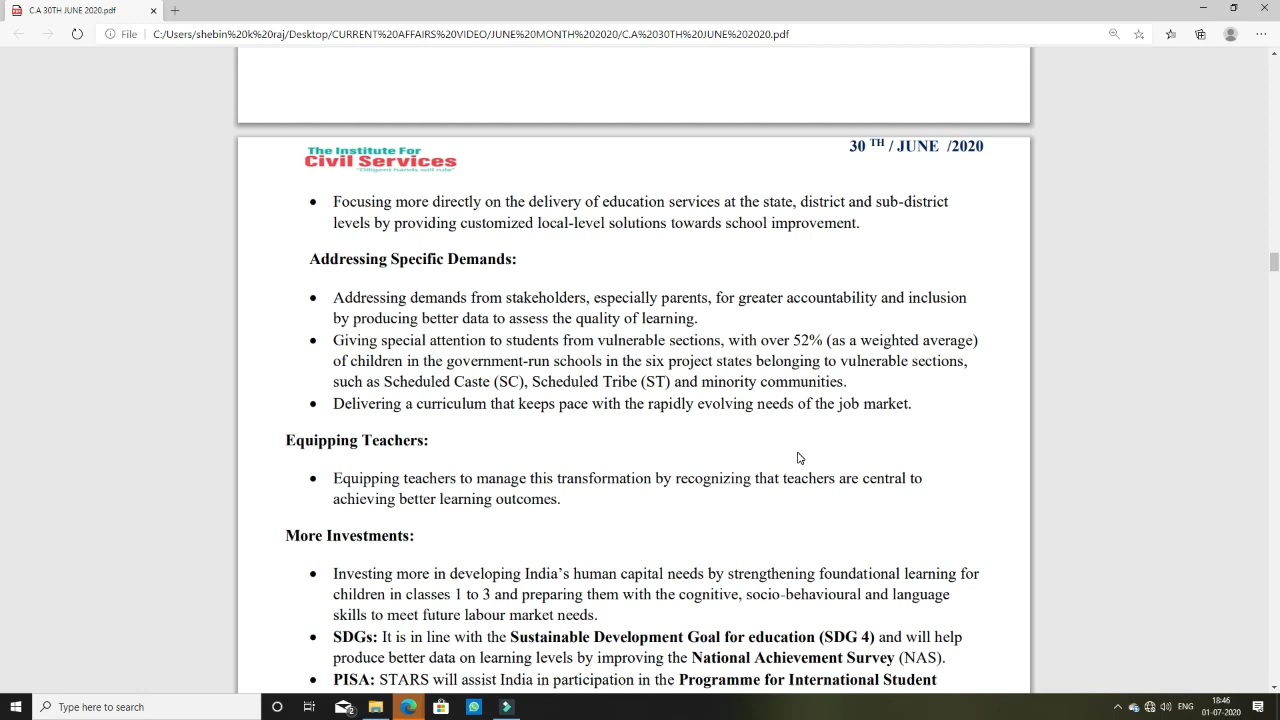 C.A 30TH JUNE 2020.pdf
File
C:/Users/shebin%20k%20raj/Desktop/CURRENT%20AFFAIRS%20VIDEO/JUNE%20MONTH%202020/C.A%2030TH%20JUNE%202020.pdf
The Institute For
Civil Services
"Diligent hands will rule"
30 TH / JUNE /2020
• Focusing more directly on the delivery of education services at the state, district and sub-district
levels by providing customized local-level solutions towards school improvement.
Addressing Specific Demands:
• Addressing demands from stakeholders, especially parents, for greater accountability and inclusion
by producing better data to assess the quality of learning.
• Giving special attention to students from vulnerable sections, with over 52% (as a weighted average)
of children in the government-run schools in the six project states belonging to vulnerable sections,
such as Scheduled Caste (SC), Scheduled Tribe (ST) and minority communities.
• Delivering a curriculum that keeps pace with the rapidly evolving needs of the job market.
Equipping Teachers:
• Equipping teachers to manage this transformation by recognizing that teachers are central to
achieving better learning outcomes.
More Investments:
• Investing more in developing India's human capital needs by strengthening foundational learning for
children in classes 1 to 3 and preparing them with the cognitive, socio-behavioural and language
skills to meet future labour market needs.
• SDGs: It is in line with the Sustainable Development Goal for education (SDG 4) and will help
produce better data on learning levels by improving the National Achievement Survey (NAS).
• PISA: STARS will assist India in participation in the Programme for International Student
Type here to search
2
ENG
18:46
01-07-2020